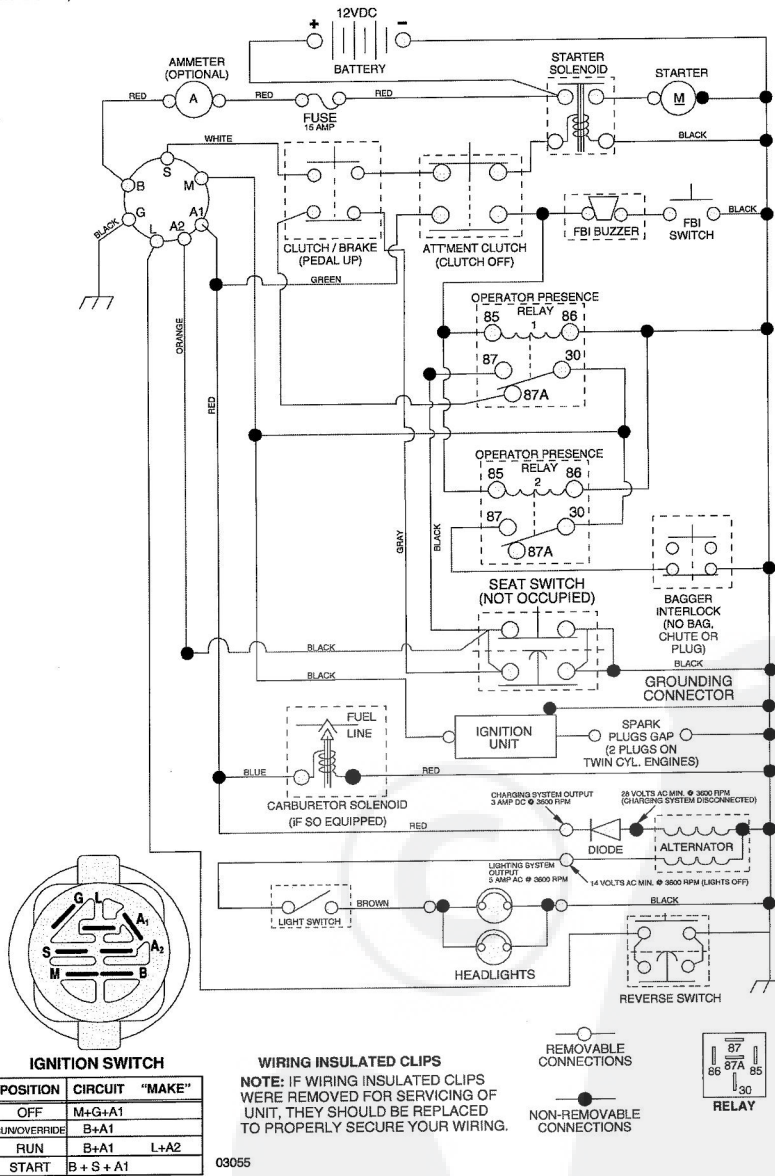 12VDC
+ −
BATTERY
AMMETER
(OPTIONAL)
A
RED
RED
RED
FUSE
15 AMP
STARTER
SOLENOID
STARTER
M
BLACK
WHITE
S
B
M
G
L
A2
A1
BLACK
CLUTCH / BRAKE
(PEDAL UP)
ATT'MENT CLUTCH
(CLUTCH OFF)
FBI BUZZER
FBI
SWITCH
BLACK
GREEN
ORANGE
RED
OPERATOR PRESENCE
RELAY
85
1
86
87
30
87A
OPERATOR PRESENCE
RELAY
85
2
86
87
30
87A
GRAY
BLACK
SEAT SWITCH
(NOT OCCUPIED)
BAGGER
INTERLOCK
(NO BAG,
CHUTE OR
PLUG)
BLACK
BLACK
BLACK
GROUNDING
CONNECTOR
FUEL
LINE
IGNITION
UNIT
SPARK
PLUGS GAP
(2 PLUGS ON
TWIN CYL. ENGINES)
BLUE
RED
CARBURETOR SOLENOID
(iF SO EQUIPPED)
RED
CHARGING SYSTEM OUTPUT
3 AMP DC @ 3600 RPM
28 VOLTS AC MIN. @ 3600 RPM
(CHARGING SYSTEM DISCONNECTED)
DIODE
ALTERNATOR
LIGHTING SYSTEM
OUTPUT
5 AMP AC @ 3600 RPM
14 VOLTS AC MIN. @ 3600 RPM (LIGHTS OFF)
LIGHT SWITCH
BROWN
BLACK
HEADLIGHTS
REVERSE SWITCH
G
L
A1
A2
S
M
B
IGNITION SWITCH
POSITION CIRCUIT "MAKE"
OFF M+G+A1
UN/OVERRIDE B+A1
RUN B+A1 L+A2
START B + S + A1
03055
WIRING INSULATED CLIPS
NOTE: IF WIRING INSULATED CLIPS
WERE REMOVED FOR SERVICING OF
UNIT, THEY SHOULD BE REPLACED
TO PROPERLY SECURE YOUR WIRING.
REMOVABLE
CONNECTIONS
NON-REMOVABLE
CONNECTIONS
87
86
87A
85
30
RELAY